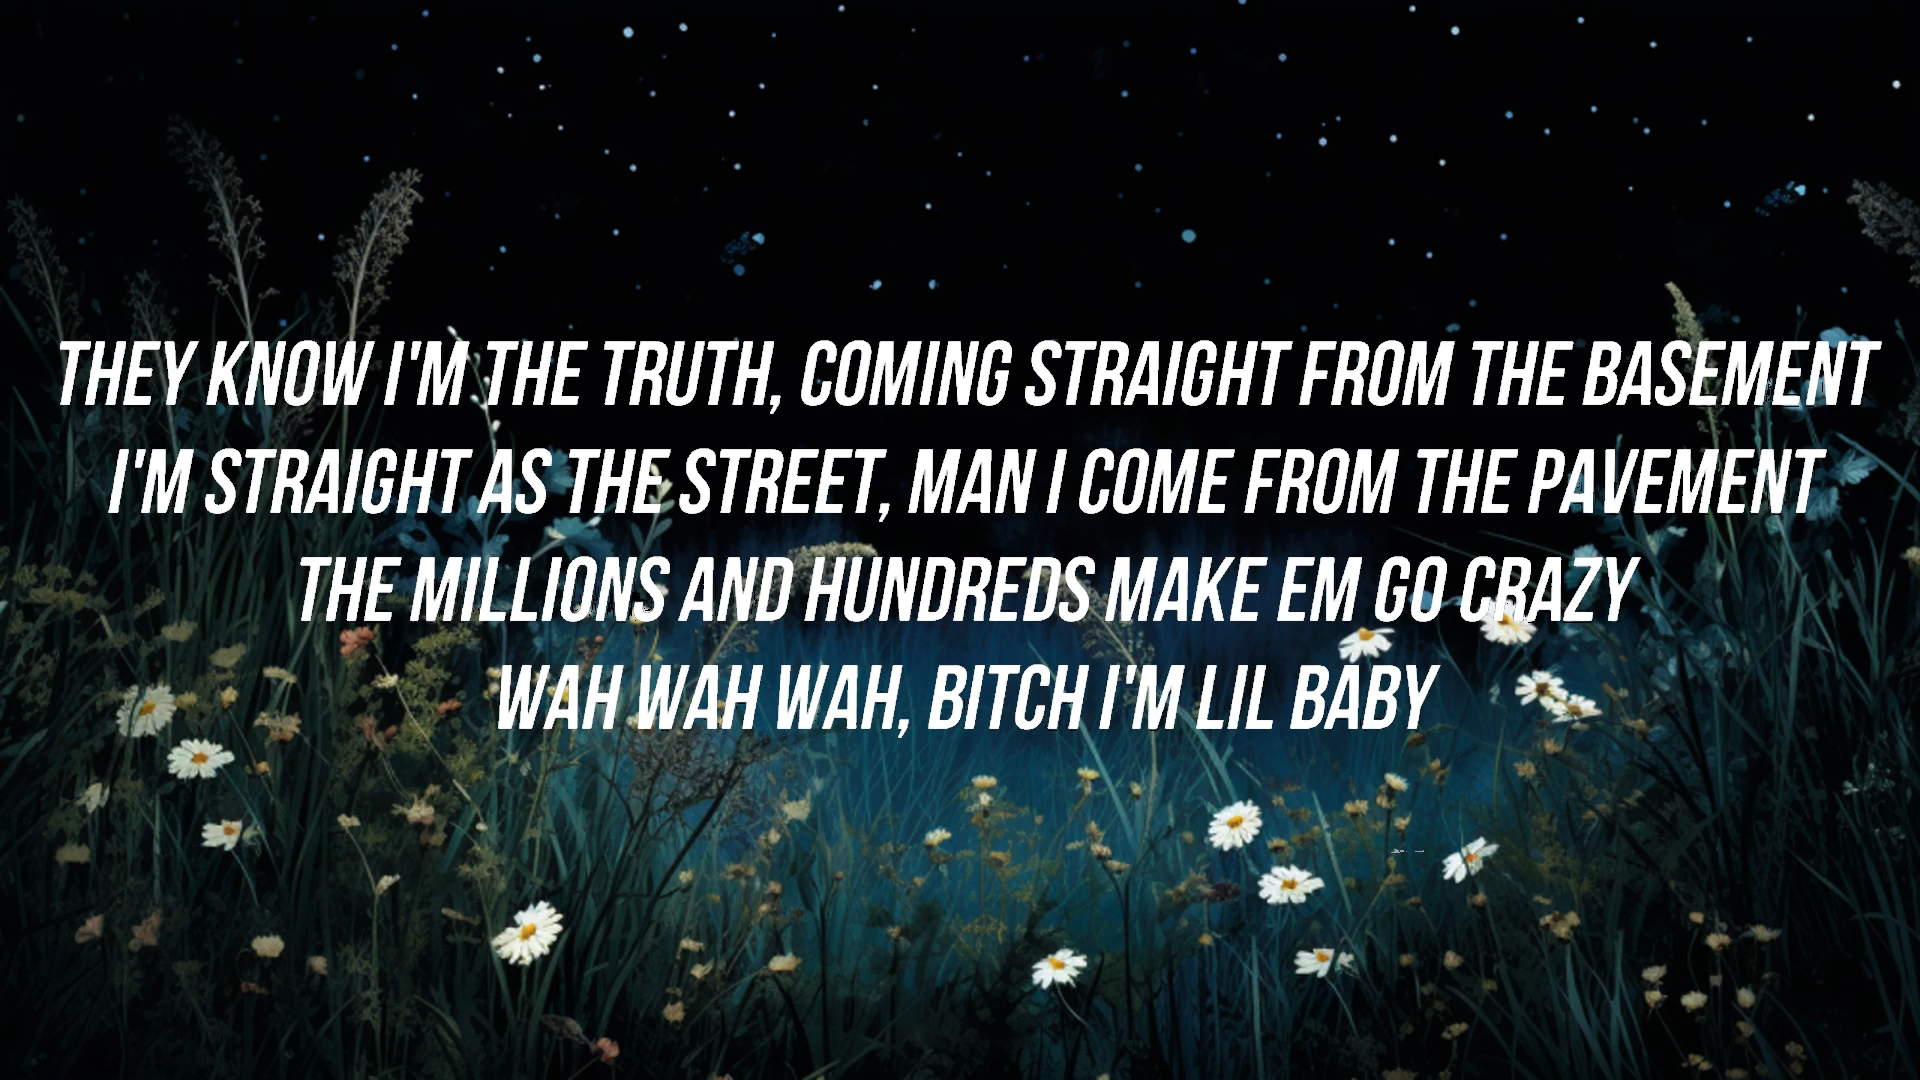 THEY KNOW I'M THE TRUTH, COMING STRAIGHT FROM THE BASEMENT
I'M STRAIGHT AS THE STREET, MAN I COME FROM THE PAVEMENT
THE MILLIONS AND HUNDREDS MAKE EM GO CRAZY
WAH WAH WAH, BITCH I'M LIL BABY